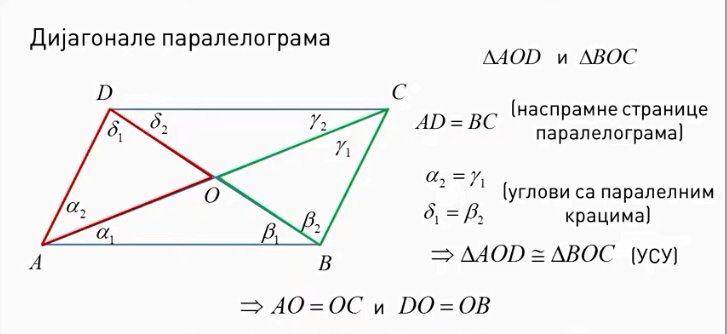 Дијагонале паралелограма
ΔAOD и ΔBOC
D
C
δ₁
δ₂
γ₂
γ₁
AD = BC (наспрамне странице
паралелограма)
α₂ = γ₁
δ₁ = β₂
(углови са паралелним
крацима)
O
α₂
α₁
β₁
β₂
A
B
⇒ ΔAOD ≅ ΔBOC (УСУ)
⇒ AO = OC и DO = OB